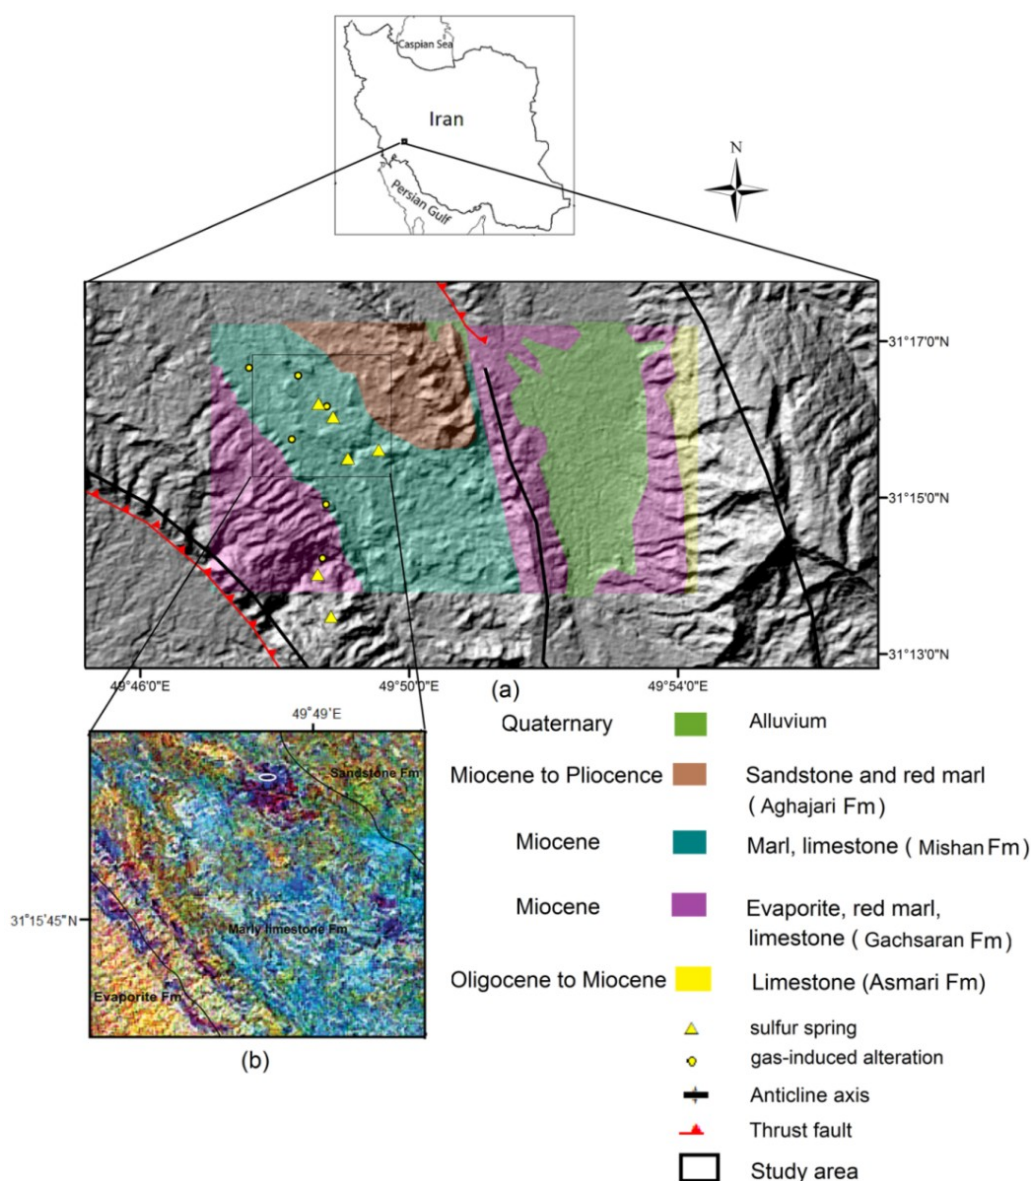 Caspian Sea
Iran
Persian Gulf
N
31°17'0"N
31°15'0"N
31°13'0"N
49°46'0"E
49°50'0"E
49°54'0"E
(a)
49°49'E
Sandstone Fm
31°15'45"N
Marly limestone Fm
Evaporite Fm
(b)
Quaternary
Alluvium
Miocene to Pliocence
Sandstone and red marl
( Aghajari Fm)
Miocene
Marl, limestone ( Mishan Fm)
Miocene
Evaporite, red marl,
limestone ( Gachsaran Fm)
Oligocene to Miocene
Limestone (Asmari Fm)
sulfur spring
gas-induced alteration
Anticline axis
Thrust fault
Study area